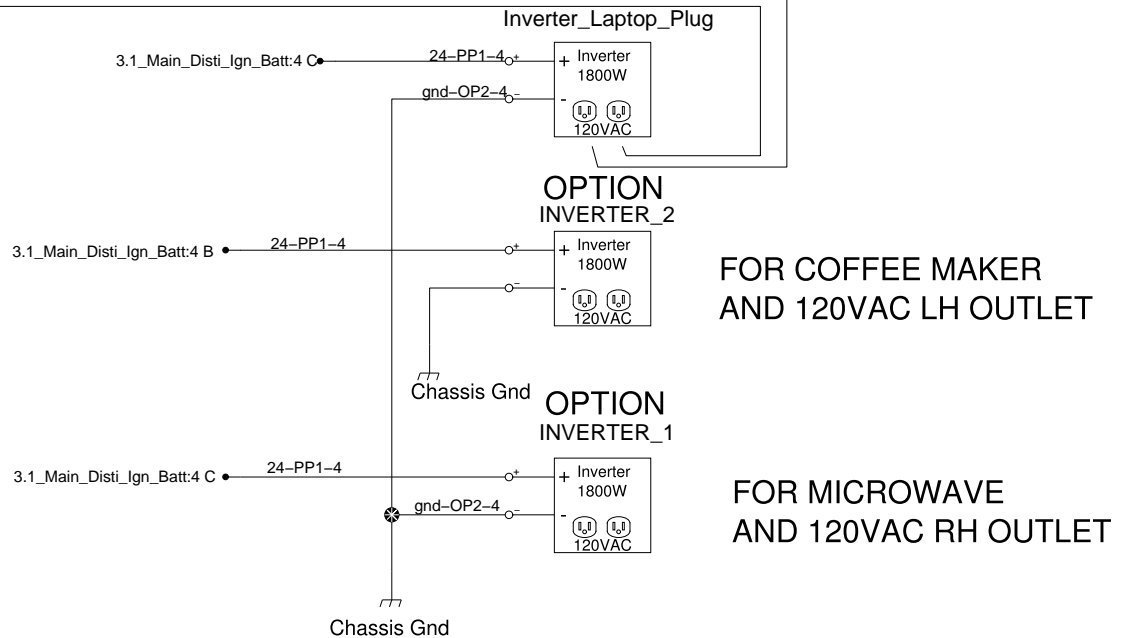 Inverter_Laptop_Plug
3.1_Main_Disti_Ign_Batt:4 C
24–PP1–4
+
+ Inverter
1800W
gnd–OP2–4
–
-
120VAC
OPTION
INVERTER_2
3.1_Main_Disti_Ign_Batt:4 B
24–PP1–4
+
+ Inverter
1800W
–
-
120VAC
FOR COFFEE MAKER
AND 120VAC LH OUTLET
Chassis Gnd
OPTION
INVERTER_1
3.1_Main_Disti_Ign_Batt:4 C
24–PP1–4
+
+ Inverter
1800W
gnd–OP2–4
–
-
120VAC
FOR MICROWAVE
AND 120VAC RH OUTLET
Chassis Gnd